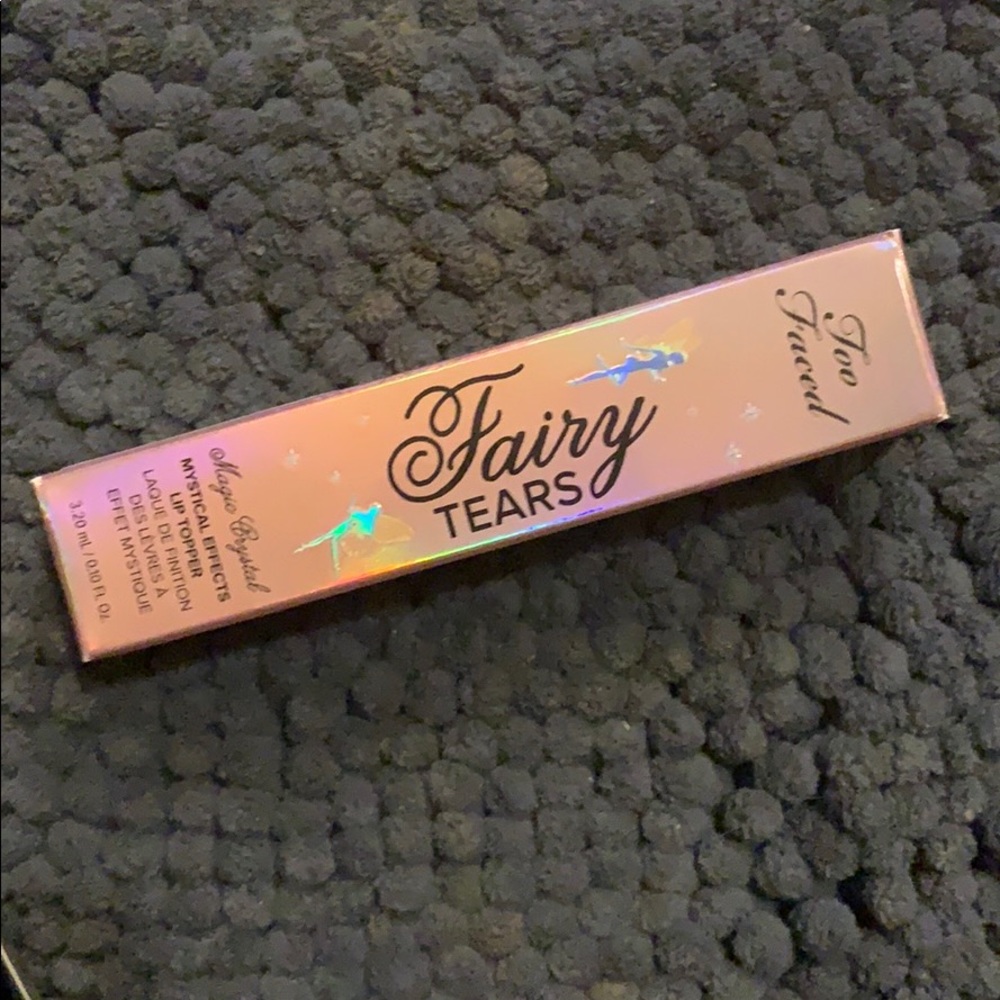 Too
Faced
Fairy
TEARS
Magic Crystal
MYSTICAL EFFECTS
LIP TOPPER
LAQUE DE FINITION
DES LÈVRES À
EFFET MYSTIQUE
3.20 mL / 0.10 FL. Oz.